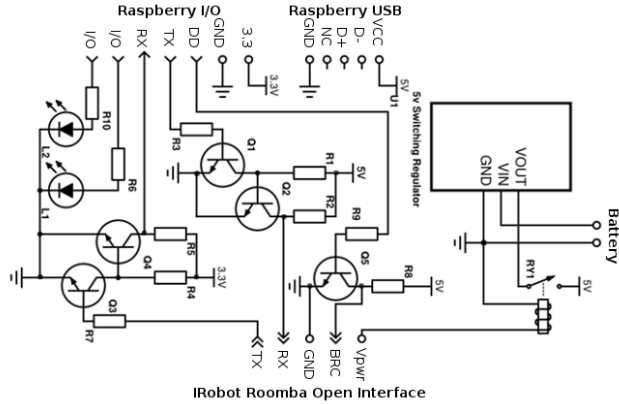 Raspberry I/O
Raspberry USB
I/O
I/O
RX
TX
DD
GND
3.3
GND
NC
D+
D-
VCC
3.3V
5V
U1
5v Switching Regulator
GND
VIN
VOUT
Battery
R10
R6
R3
Q1
R1
5V
Q2
R2
R9
L2
L1
R5
Q4
R4
3.3V
Q5
R8
5V
RY1
5V
Q3
R7
TX
RX
GND
BRC
Vpwr
IRobot Roomba Open Interface